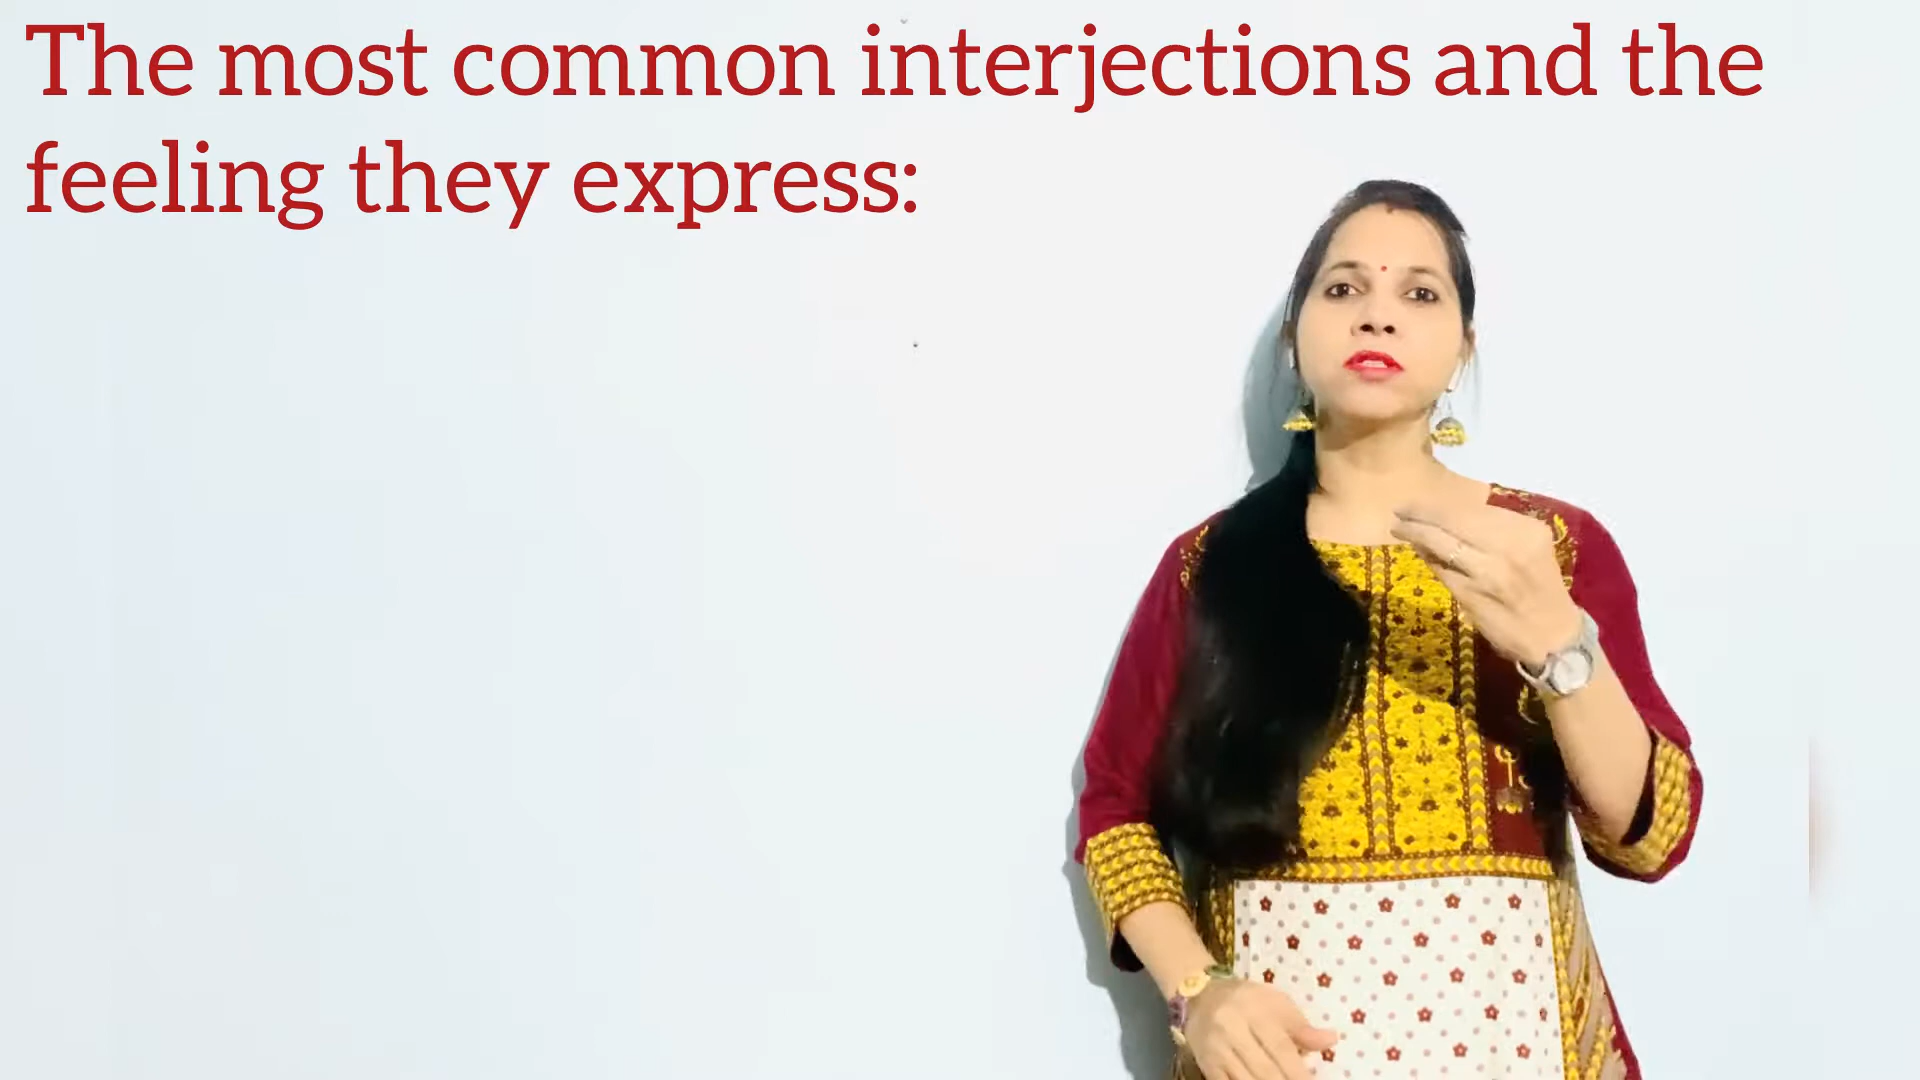 The most common interjections and the
feeling they express: